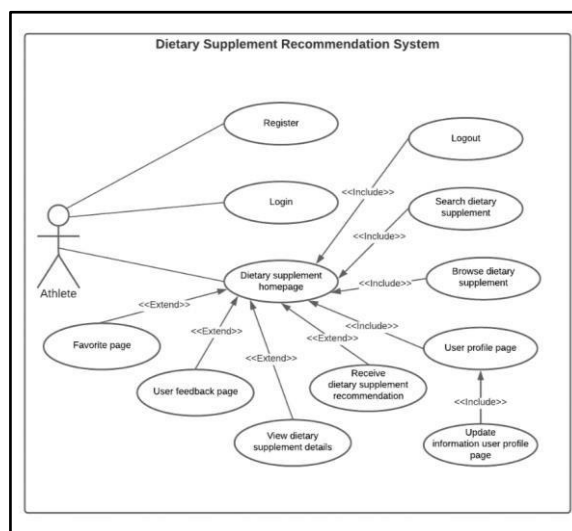 Dietary Supplement Recommendation System
Register
Logout
<<Include>>
Search dietary
supplement
Login
<<Include>>
Athlete
Dietary supplement
homepage
<<Include>>
Browse dietary
supplement
<<Extend>>
<<Include>>
<<Extend>>
<<Extend>>
<<Extend>>
Favorite page
User profile page
User feedback page
Receive
dietary supplement
recommendation
<<Include>>
View dietary
supplement details
Update
information user profile
page